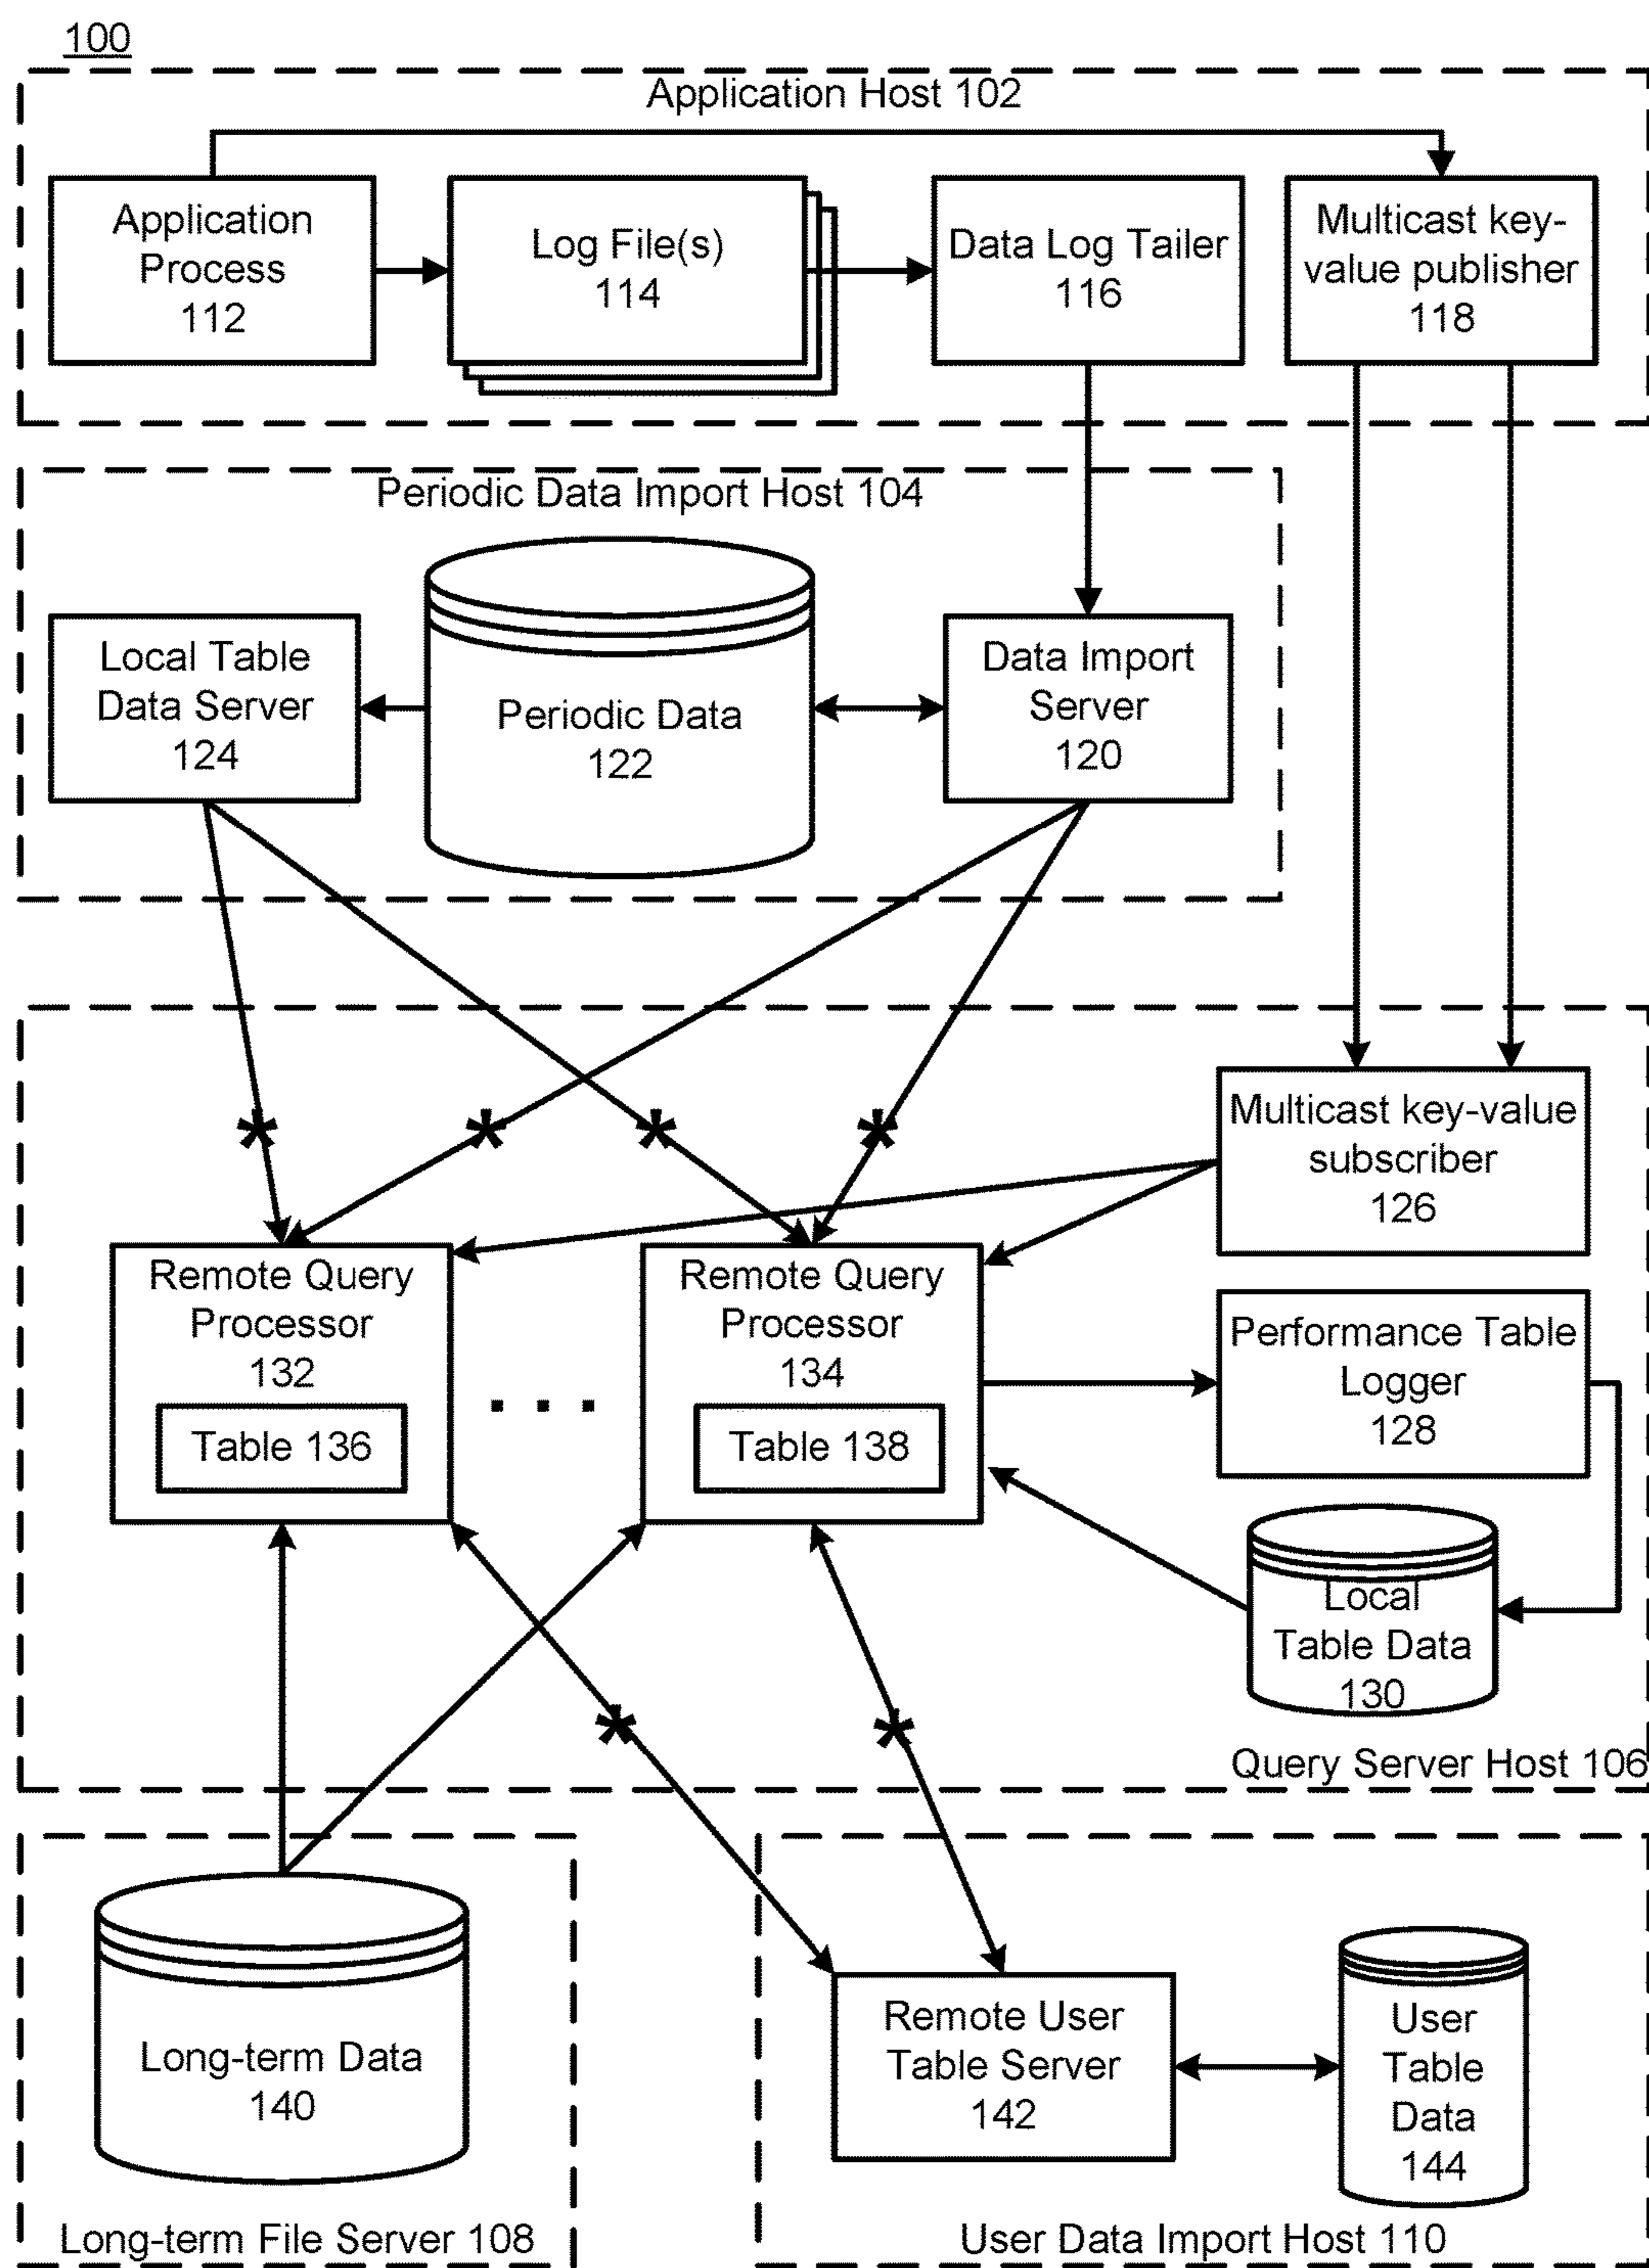 100
Application Host 102
Application
Process
112
Log File(s)
114
Data Log Tailer
116
Multicast key-
value publisher
118
Periodic Data Import Host 104
Local Table
Data Server
124
Periodic Data
122
Data Import
Server
120
* * * *
Multicast key-value
subscriber
126
Remote Query
Processor
132
Table 136
. . .
Remote Query
Processor
134
Table 138
Performance Table
Logger
128
Local
Table Data
130
* *
Query Server Host 106
Long-term Data
140
Long-term File Server 108
Remote User
Table Server
142
User
Table
Data
144
User Data Import Host 110